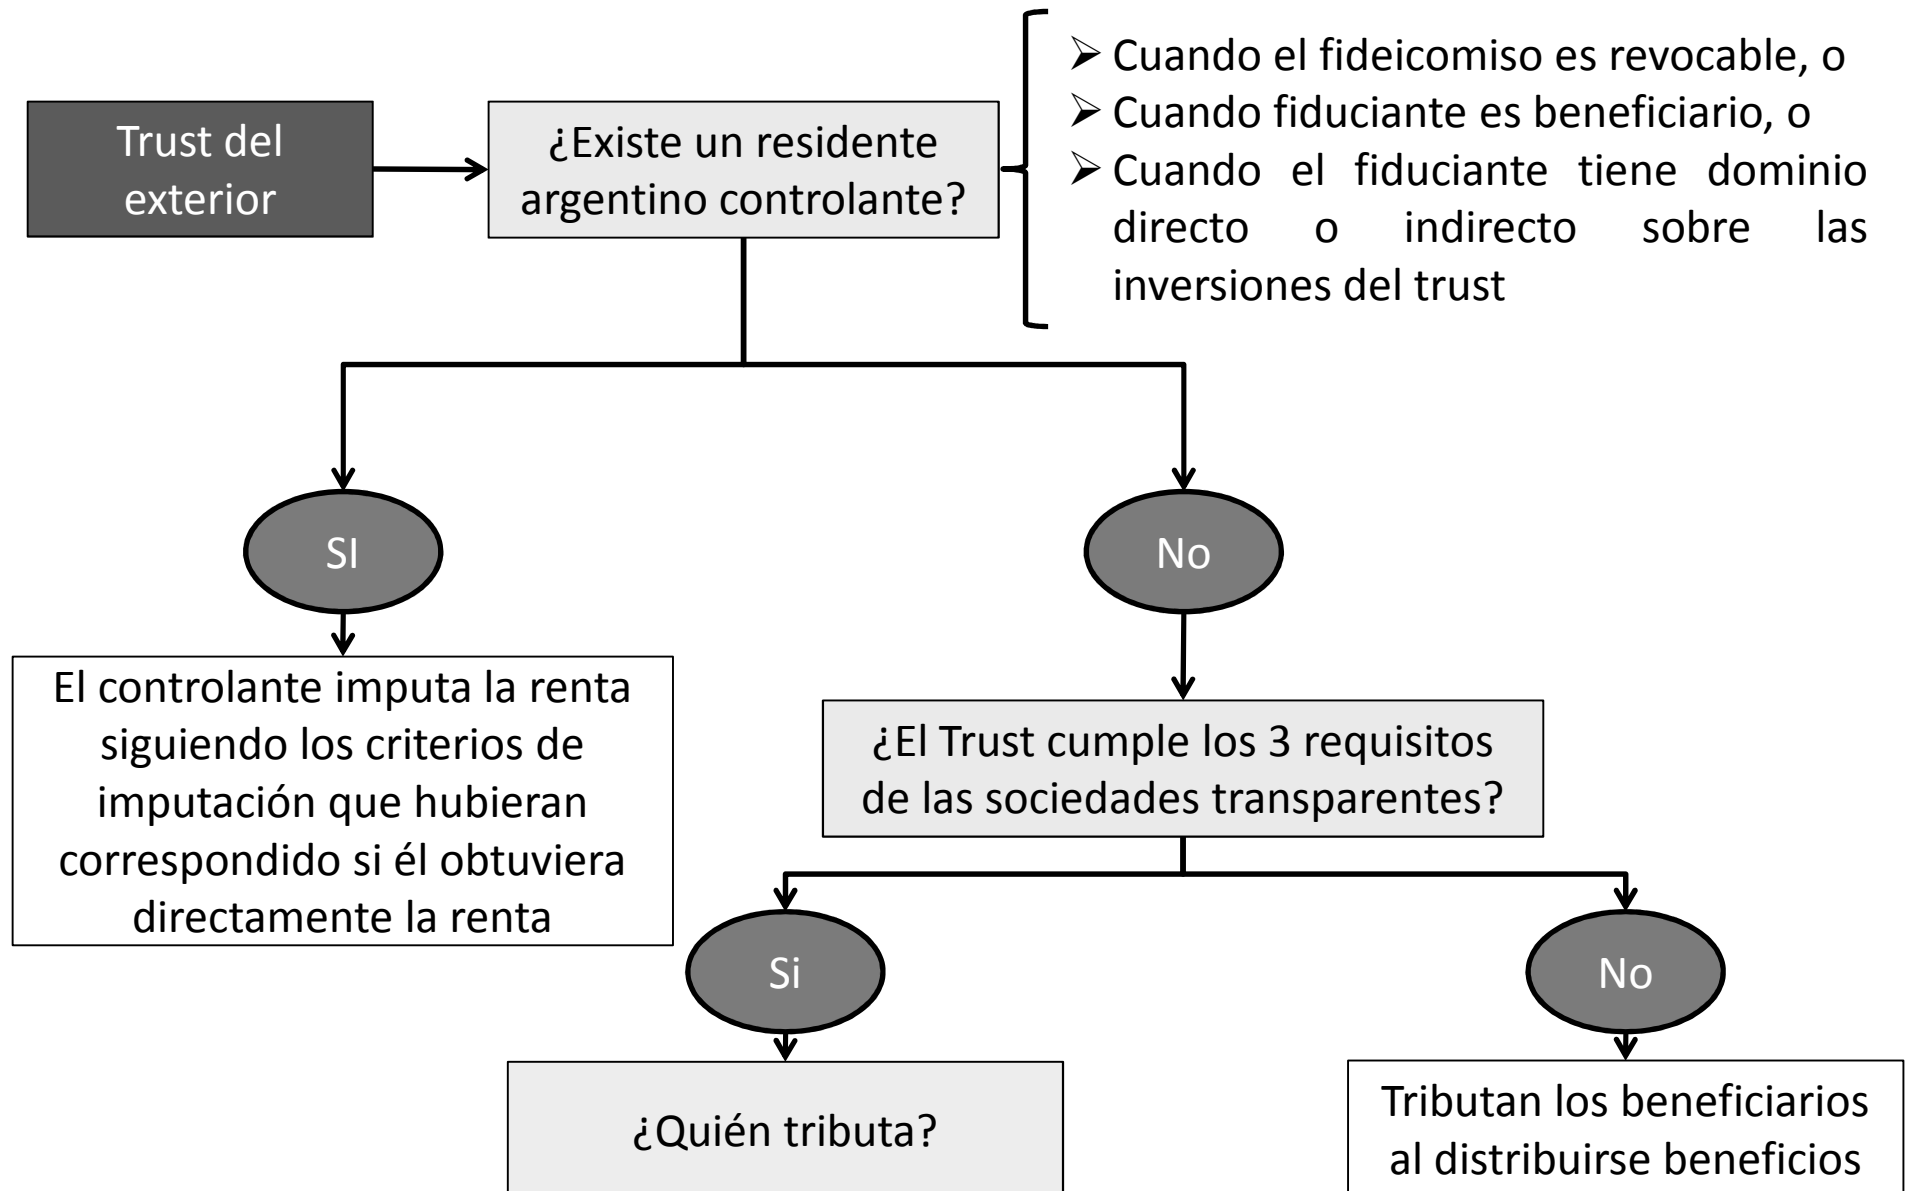 Trust del
exterior
¿Existe un residente
argentino controlante?
➢ Cuando el fideicomiso es revocable, o
➢ Cuando fiduciante es beneficiario, o
➢ Cuando el fiduciante tiene dominio
directo o indirecto sobre las
inversiones del trust
SI
No
El controlante imputa la renta
siguiendo los criterios de
imputación que hubieran
correspondido si él obtuviera
directamente la renta
¿El Trust cumple los 3 requisitos
de las sociedades transparentes?
Si
No
¿Quién tributa?
Tributan los beneficiarios
al distribuirse beneficios